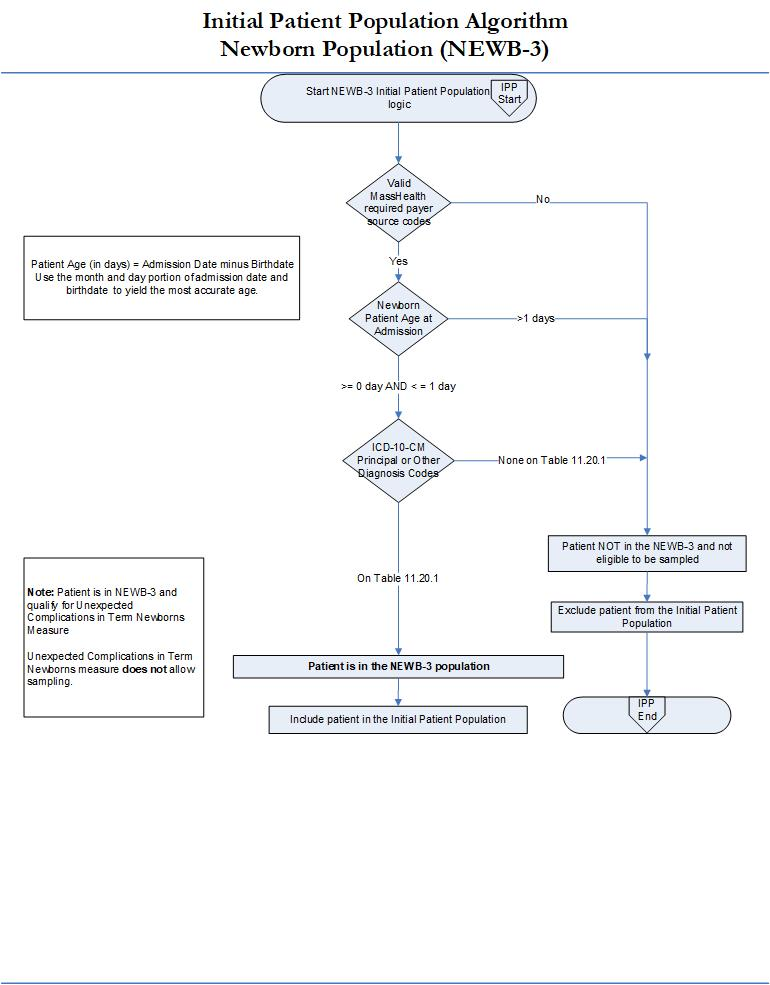 Initial Patient Population Algorithm
Newborn Population (NEWB-3)
Start NEWB-3 Initial Patient Population
logic
IPP
Start
Valid
MassHealth
required payer
source codes
No
Yes
Patient Age (in days) = Admission Date minus Birthdate
Use the month and day portion of admission date and
birthdate to yield the most accurate age.
Newborn
Patient Age at
Admission
>1 days
>= 0 day AND < = 1 day
ICD-10-CM
Principal or Other
Diagnosis Codes
None on Table 11.20.1
Patient NOT in the NEWB-3 and not
eligible to be sampled
On Table 11.20.1
Note: Patient is in NEWB-3 and
qualify for Unexpected
Complications in Term Newborns
Measure
Unexpected Complications in Term
Newborns measure does not allow
sampling.
Exclude patient from the Initial Patient
Population
Patient is in the NEWB-3 population
Include patient in the Initial Patient Population
IPP
End